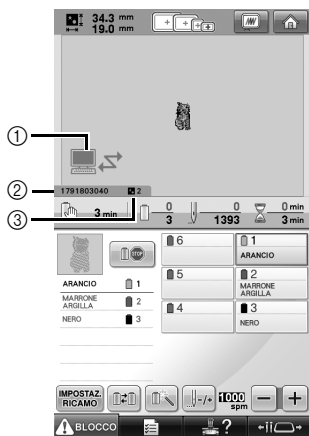 34.3 mm
19.0 mm
①
②
1791803040 2
③
3 min
0
3
0
1393
0 min
3 min
6
1
ARANCIO
ARANCIO 1
5
2
MARRONE
ARGILLA
MARRONE
ARGILLA 2
4
3
NERO
NERO 3
IMPOSTAZ.
RICAMO
-/+
1000
spm
−
+
BLOCCO
?